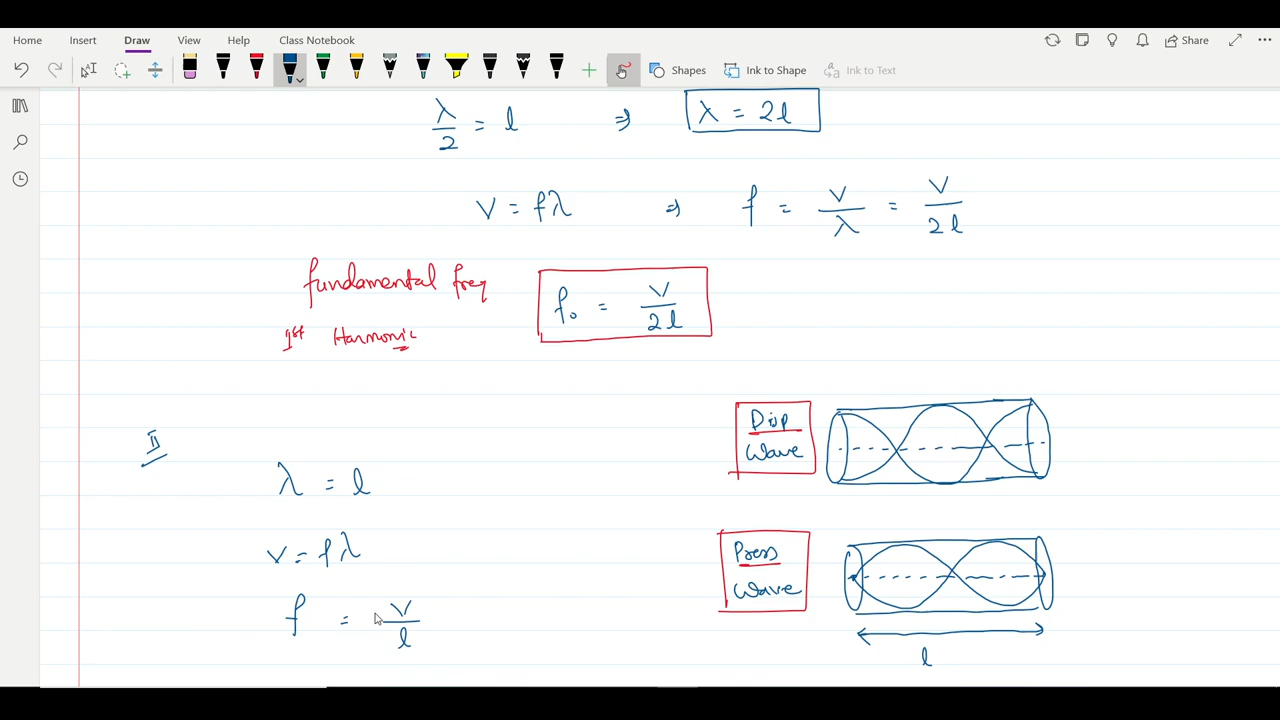 Home Insert Draw View Help Class Notebook Share
Shapes Ink to Shape Ink to Text
λ/2 = l ⇒ λ = 2l
v = fλ ⇒ f = v/λ = v/2l
fundamental freq f₀ = v/2l
1st Harmonic
II
Disp
Wave
λ = l
v = fλ
Press
Wave
f = v/l
l